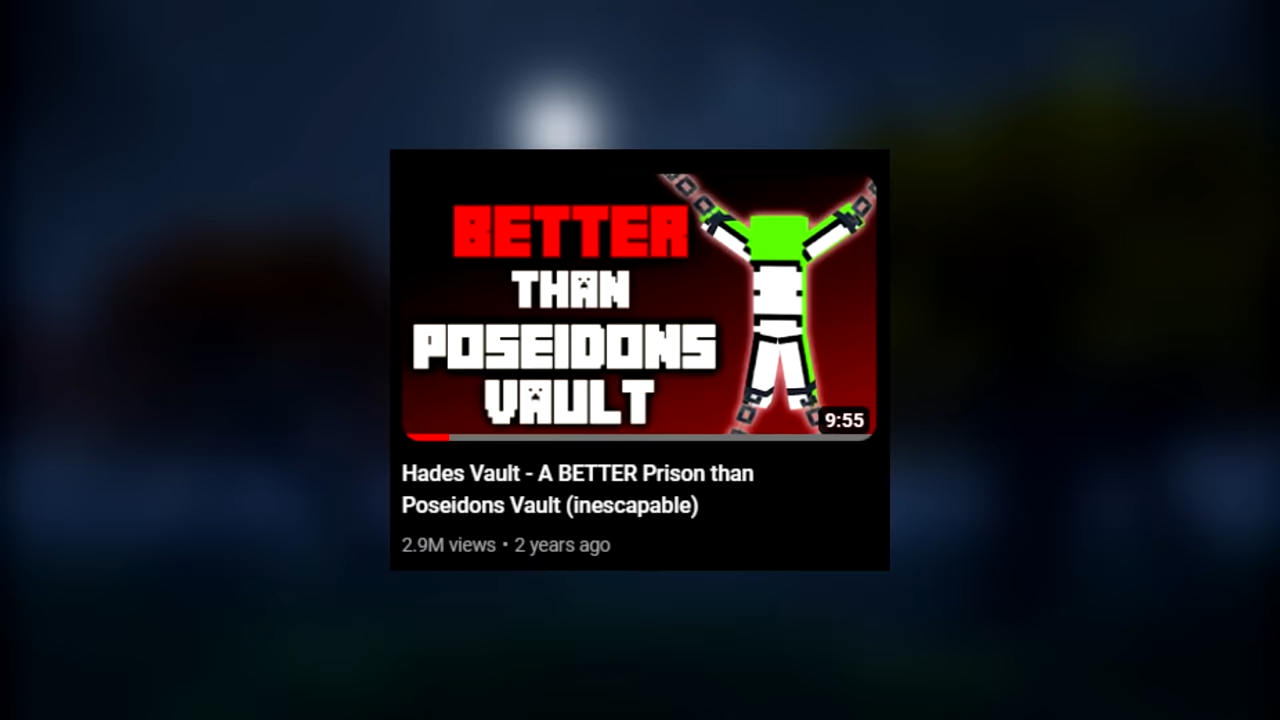 BETTER
THAN
POSEIDONS
VAULT
9:55
Hades Vault - A BETTER Prison than
Poseidons Vault (inescapable)
2.9M views • 2 years ago